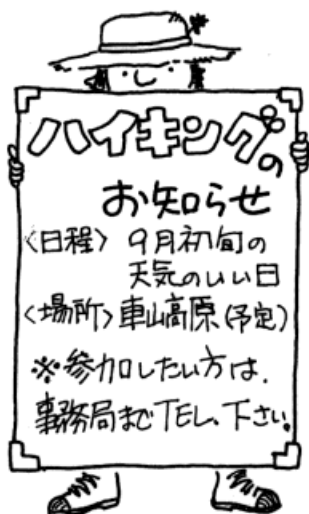 ハイキングの
お知らせ
〈日程〉 9月初旬の
天気のいい日
〈場所〉車山高原(予定)
※参加したい方は、
事務局までTEL下さい。